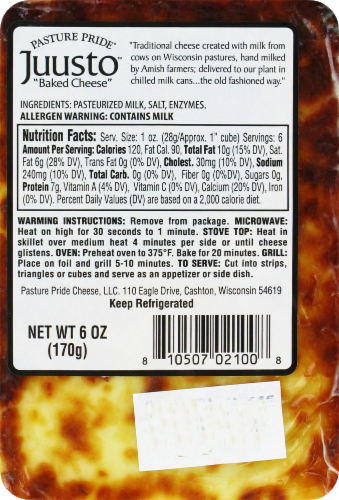 PASTURE PRIDE™
Juusto™
"Baked Cheese"
"Traditional cheese created with milk from
cows on Wisconsin pastures, hand milked
by Amish farmers; delivered to our plant in
chilled milk cans...the old fashioned way."
INGREDIENTS: PASTEURIZED MILK, SALT, ENZYMES.
ALLERGEN WARNING: CONTAINS MILK
Nutrition Facts: Serv. Size: 1 oz. (28g/Approx. 1" cube) Servings: 6
Amount Per Serving: Calories 120, Fat Cal. 90, Total Fat 10g (15% DV), Sat.
Fat 6g (28% DV), Trans Fat 0g (0% DV), Cholest. 30mg (10% DV), Sodium
240mg (10% DV), Total Carb. 0g (0% DV), Fiber 0g (0%DV), Sugars 0g,
Protein 7g, Vitamin A (4% DV), Vitamin C (0% DV), Calcium (20% DV), Iron
(0% DV). Percent Daily Values (DV) are based on a 2,000 calorie diet.
WARMING INSTRUCTIONS: Remove from package. MICROWAVE:
Heat on high for 30 seconds to 1 minute. STOVE TOP: Heat in
skillet over medium heat 4 minutes per side or until cheese
glistens. OVEN: Preheat oven to 375°F. Bake for 20 minutes. GRILL:
Place on foil and grill 5-10 minutes. TO SERVE: Cut into strips,
triangles or cubes and serve as an appetizer or side dish.
Pasture Pride Cheese, LLC. 110 Eagle Drive, Cashton, Wisconsin 54619
Keep Refrigerated
NET WT 6 OZ
(170g)
8 10507 02100 8